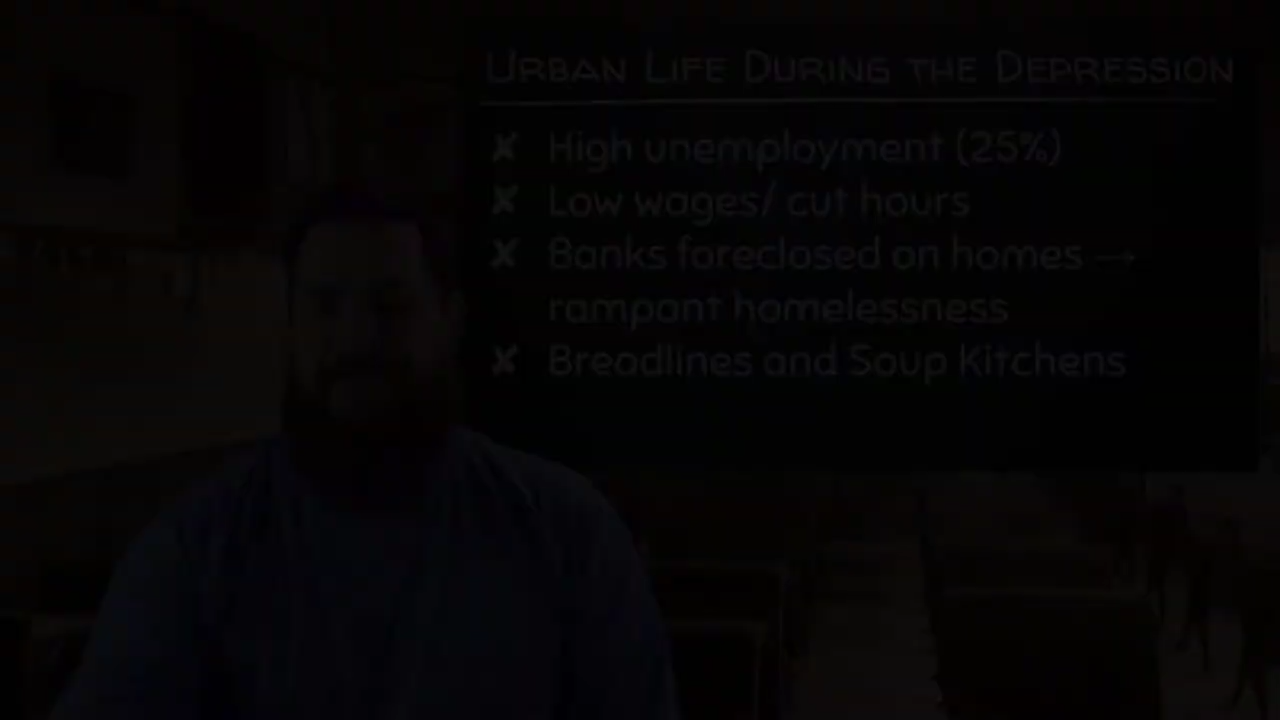 URBAN LIFE DURING THE DEPRESSION
✘ High unemployment (25%)
✘ Low wages/ cut hours
✘ Banks foreclosed on homes →
rampant homelessness
✘ Breadlines and Soup Kitchens